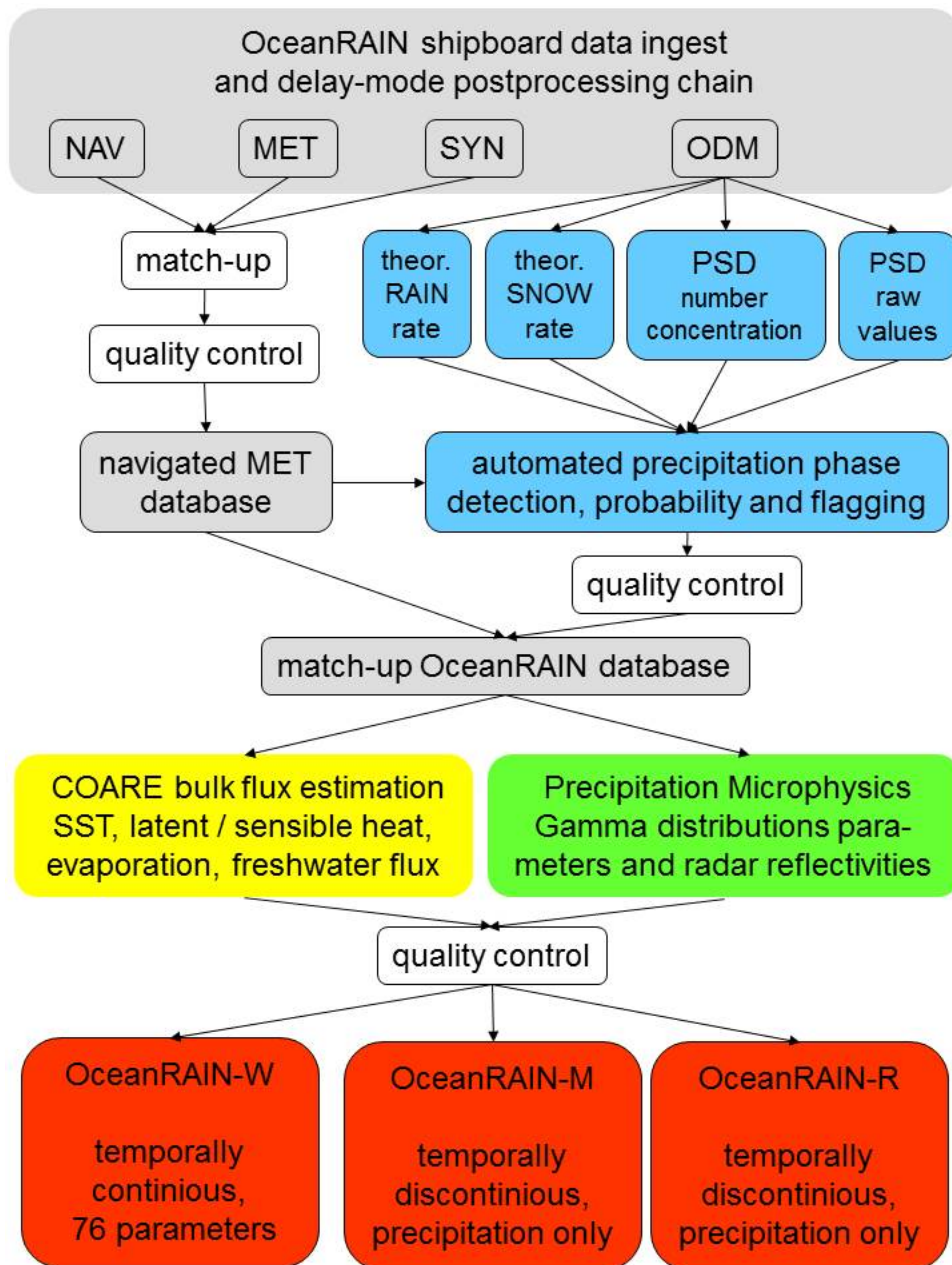 OceanRAIN shipboard data ingest
and delay-mode postprocessing chain
NAV
MET
SYN
ODM
match-up
quality control
theor.
RAIN
rate
theor.
SNOW
rate
PSD
number
concentration
PSD
raw
values
navigated MET
database
automated precipitation phase
detection, probability and flagging
quality control
match-up OceanRAIN database
COARE bulk flux estimation
SST, latent / sensible heat,
evaporation, freshwater flux
Precipitation Microphysics
Gamma distributions para-
meters and radar reflectivities
quality control
OceanRAIN-W
temporally
continious,
76 parameters
OceanRAIN-M
temporally
discontinious,
precipitation only
OceanRAIN-R
temporally
discontinious,
precipitation only